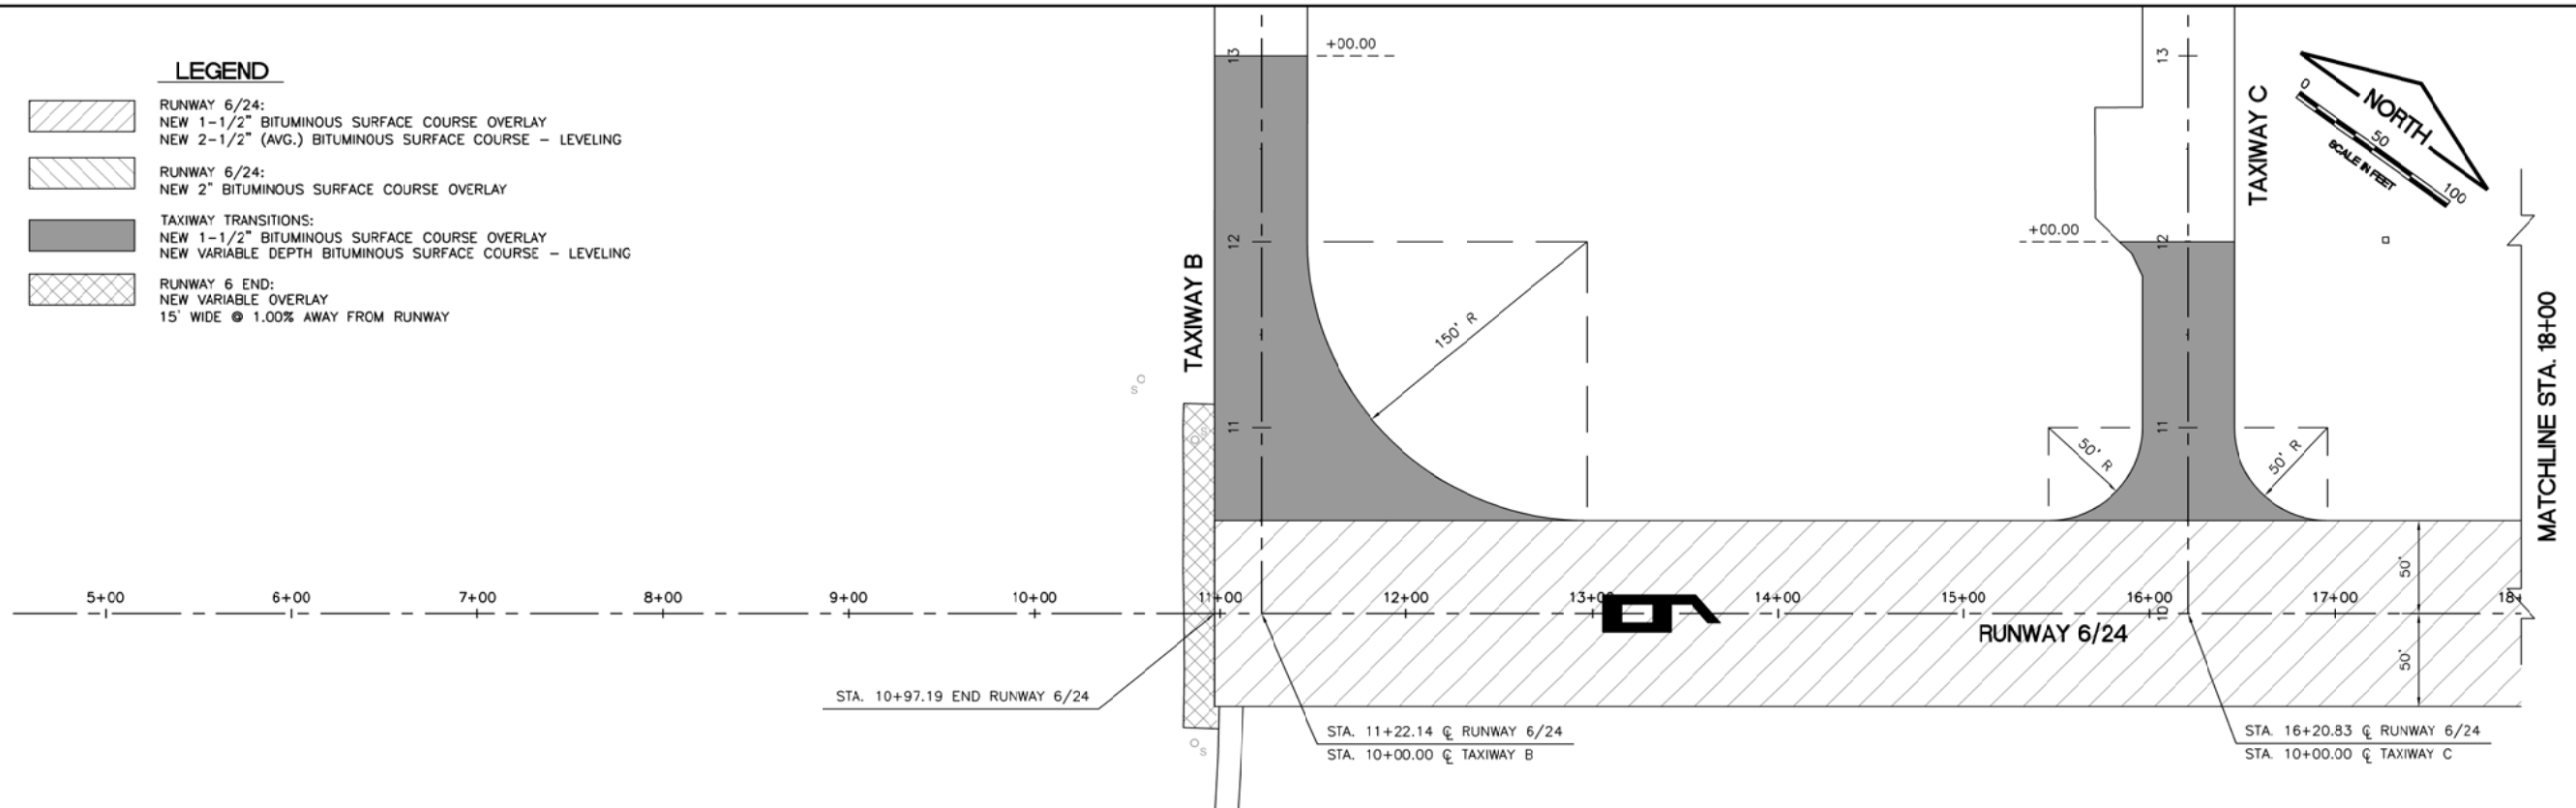 LEGEND
RUNWAY 6/24:
NEW 1-1/2" BITUMINOUS SURFACE COURSE OVERLAY
NEW 2-1/2" (AVG.) BITUMINOUS SURFACE COURSE - LEVELING
RUNWAY 6/24:
NEW 2" BITUMINOUS SURFACE COURSE OVERLAY
TAXIWAY TRANSITIONS:
NEW 1-1/2" BITUMINOUS SURFACE COURSE OVERLAY
NEW VARIABLE DEPTH BITUMINOUS SURFACE COURSE - LEVELING
RUNWAY 6 END:
NEW VARIABLE OVERLAY
15' WIDE @ 1.00% AWAY FROM RUNWAY
13
+00.00
12
11
TAXIWAY B
150' R
S
S
S
13
+00.00
12
11
10
TAXIWAY C
50' R
50' R
NORTH
0
50
100
SCALE IN FEET
MATCHLINE STA. 18+00
5+00
6+00
7+00
8+00
9+00
10+00
11+00
12+00
13+00
14+00
15+00
16+00
17+00
18+
6
RUNWAY 6/24
50'
50'
STA. 10+97.19 END RUNWAY 6/24
STA. 11+22.14 ℄ RUNWAY 6/24
STA. 10+00.00 ℄ TAXIWAY B
STA. 16+20.83 ℄ RUNWAY 6/24
STA. 10+00.00 ℄ TAXIWAY C